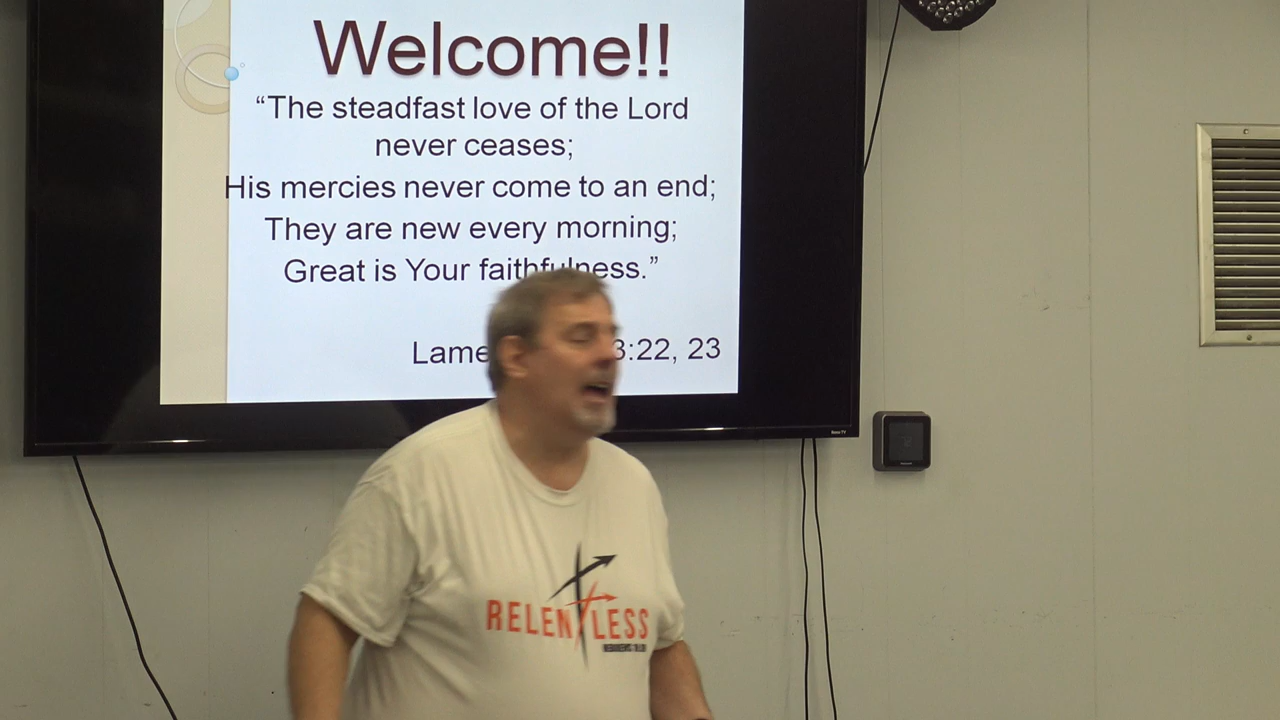 Welcome!!
“The steadfast love of the Lord
never ceases;
His mercies never come to an end;
They are new every morning;
Great is Your faithfulness.”
3:22, 23
RELENTLESS